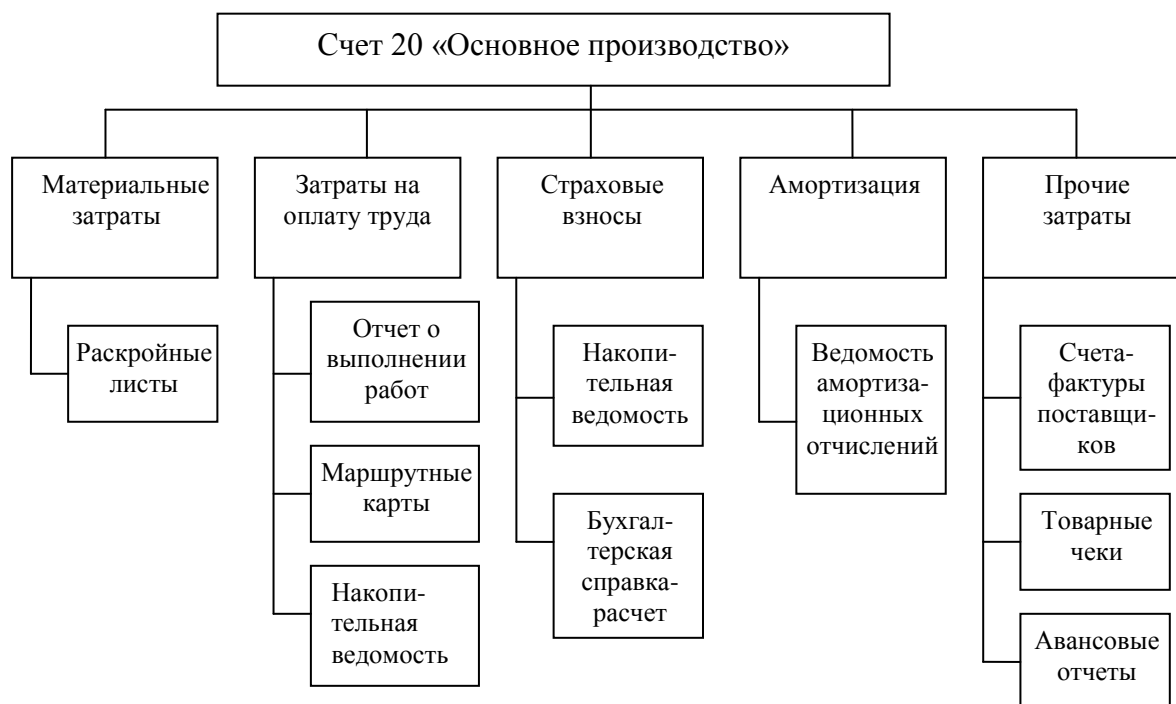 Счет 20 «Основное производство»
Материальные
затраты
Затраты на
оплату труда
Страховые
взносы
Амортизация
Прочие
затраты
Раскройные
листы
Отчет о
выполнении
работ
Маршрутные
карты
Накопи-
тельная
ведомость
Накопи-
тельная
ведомость
Бухгал-
терская
справка-
расчет
Ведомость
амортиза-
ционных
отчислений
Счета-
фактуры
поставщи-
ков
Товарные
чеки
Авансовые
отчеты